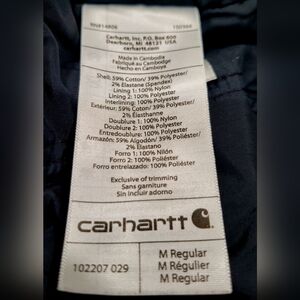 RN#14806
Carhartt, Inc. P.O. Box 600
Dearborn, MI 48121 USA
carhartt.com
Made in Cambodia
Fabriqué au Cambodge
Hecho en Camboya
Shell: 59% Cotton/ 39% Polyester/
2% Elastane (Spandex)
Lining 1: 100% Nylon
Lining 2: 100% Polyester
Interlining: 100% Polyester
Extérieur: 59% Coton/ 39% Polyester/
2% Élasthanne
Doublure 1: 100% Nylon
Doublure 2: 100% Polyester
Entredoublure: 100% Polyester
Armazón: 59% Algodón/ 39% Poliéster/
2% Elastano
Forro 1: 100% Nilón
Forro 2: 100% Poliéster
Forro entrelazado: 100% Poliéster
Exclusive of trimming
Sans garniture
Sin incluir adorno
carhartt
102207 029
M Regular
M Régulier
M Regular